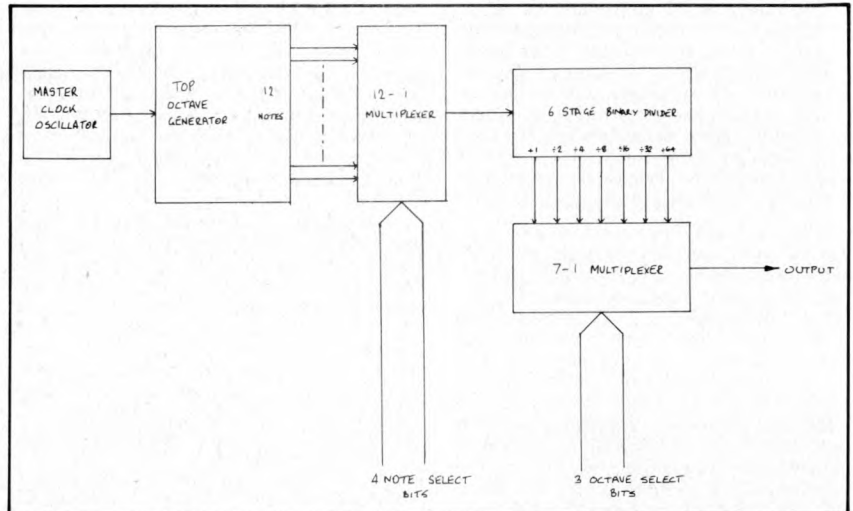 MASTER
CLOCK
OSCILLATOR
TOP
OCTAVE
GENERATOR
12
NOTES
12-1
MULTIPLEXER
6 STAGE BINARY DIVIDER
÷1 ÷2 ÷4 ÷8 ÷16 ÷32 ÷64
7-1 MULTIPLEXER
OUTPUT
4 NOTE SELECT
BITS
3 OCTAVE SELECT
BITS